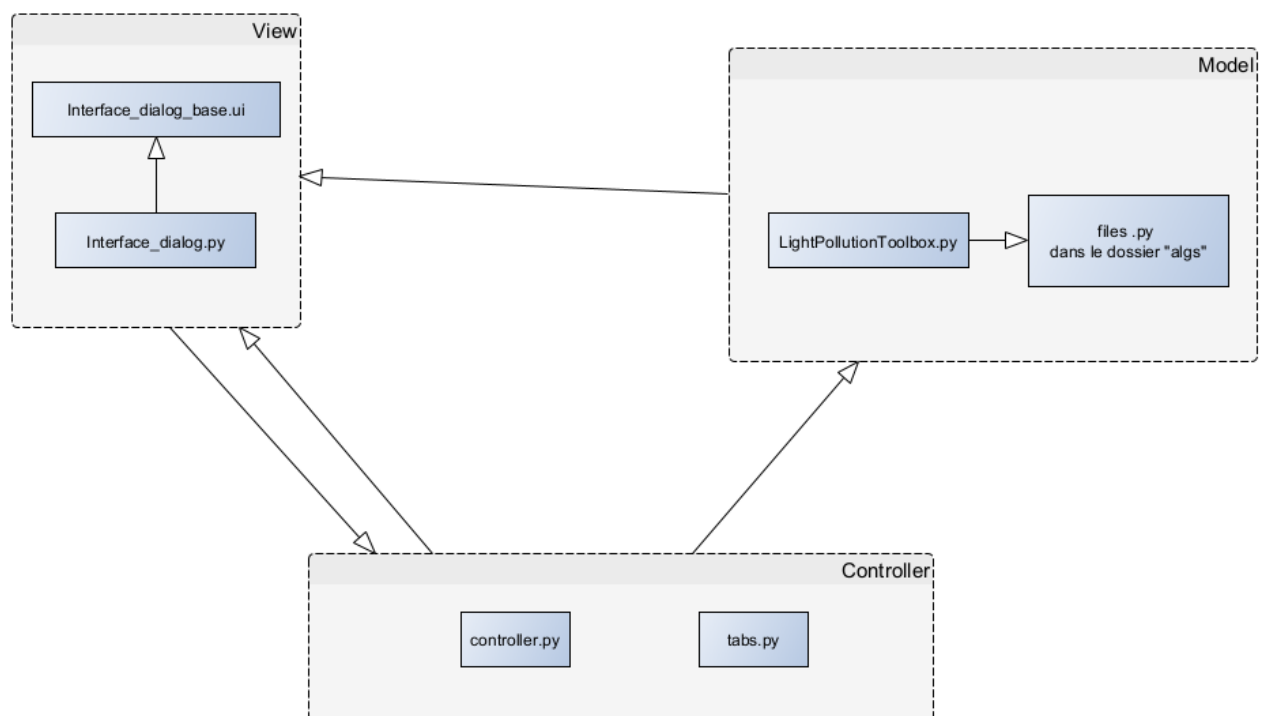 View
Interface_dialog_base.ui
Interface_dialog.py
Model
LightPollutionToolbox.py
files .py
dans le dossier "algs"
Controller
controller.py
tabs.py